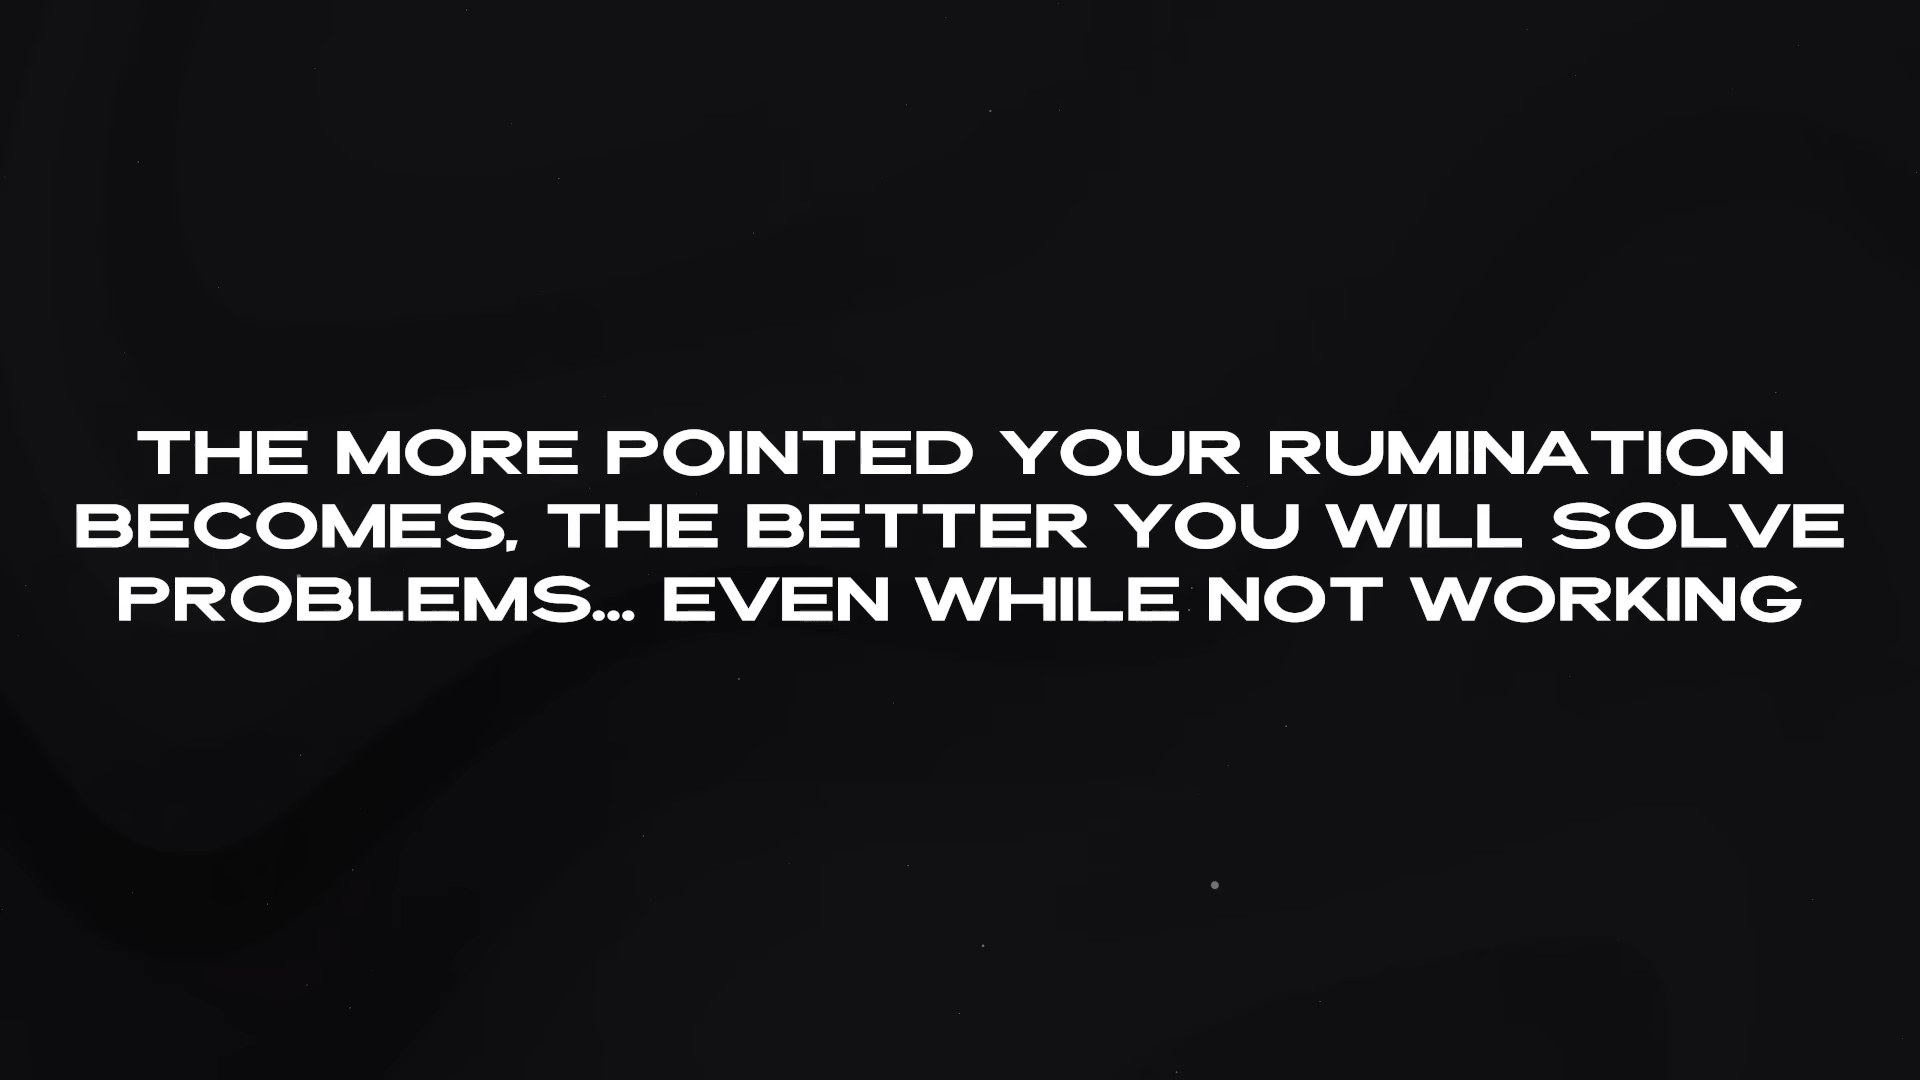 THE MORE POINTED YOUR RUMINATION
BECOMES, THE BETTER YOU WILL SOLVE
PROBLEMS... EVEN WHILE NOT WORKING